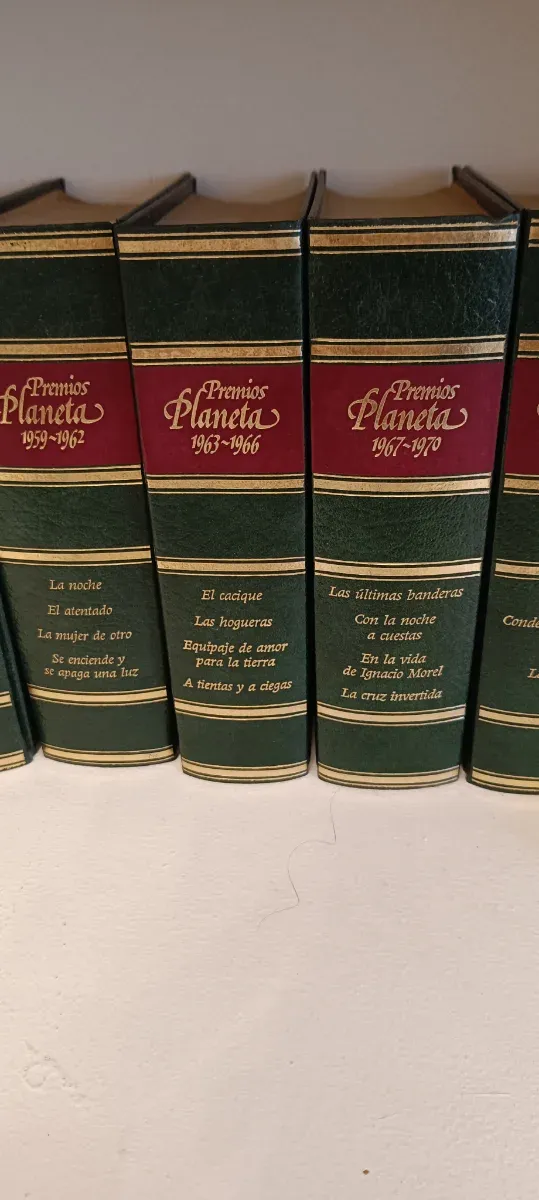 Premios
Planeta
1959~1962
La noche
El atentado
La mujer de otro
Se enciende y
se apaga una luz
Premios
Planeta
1963~1966
El cacique
Las hogueras
Equipaje de amor
para la tierra
A tientas y a ciegas
Premios
Planeta
1967~1970
Las últimas banderas
Con la noche
a cuestas
En la vida
de Ignacio Morel
La cruz invertida